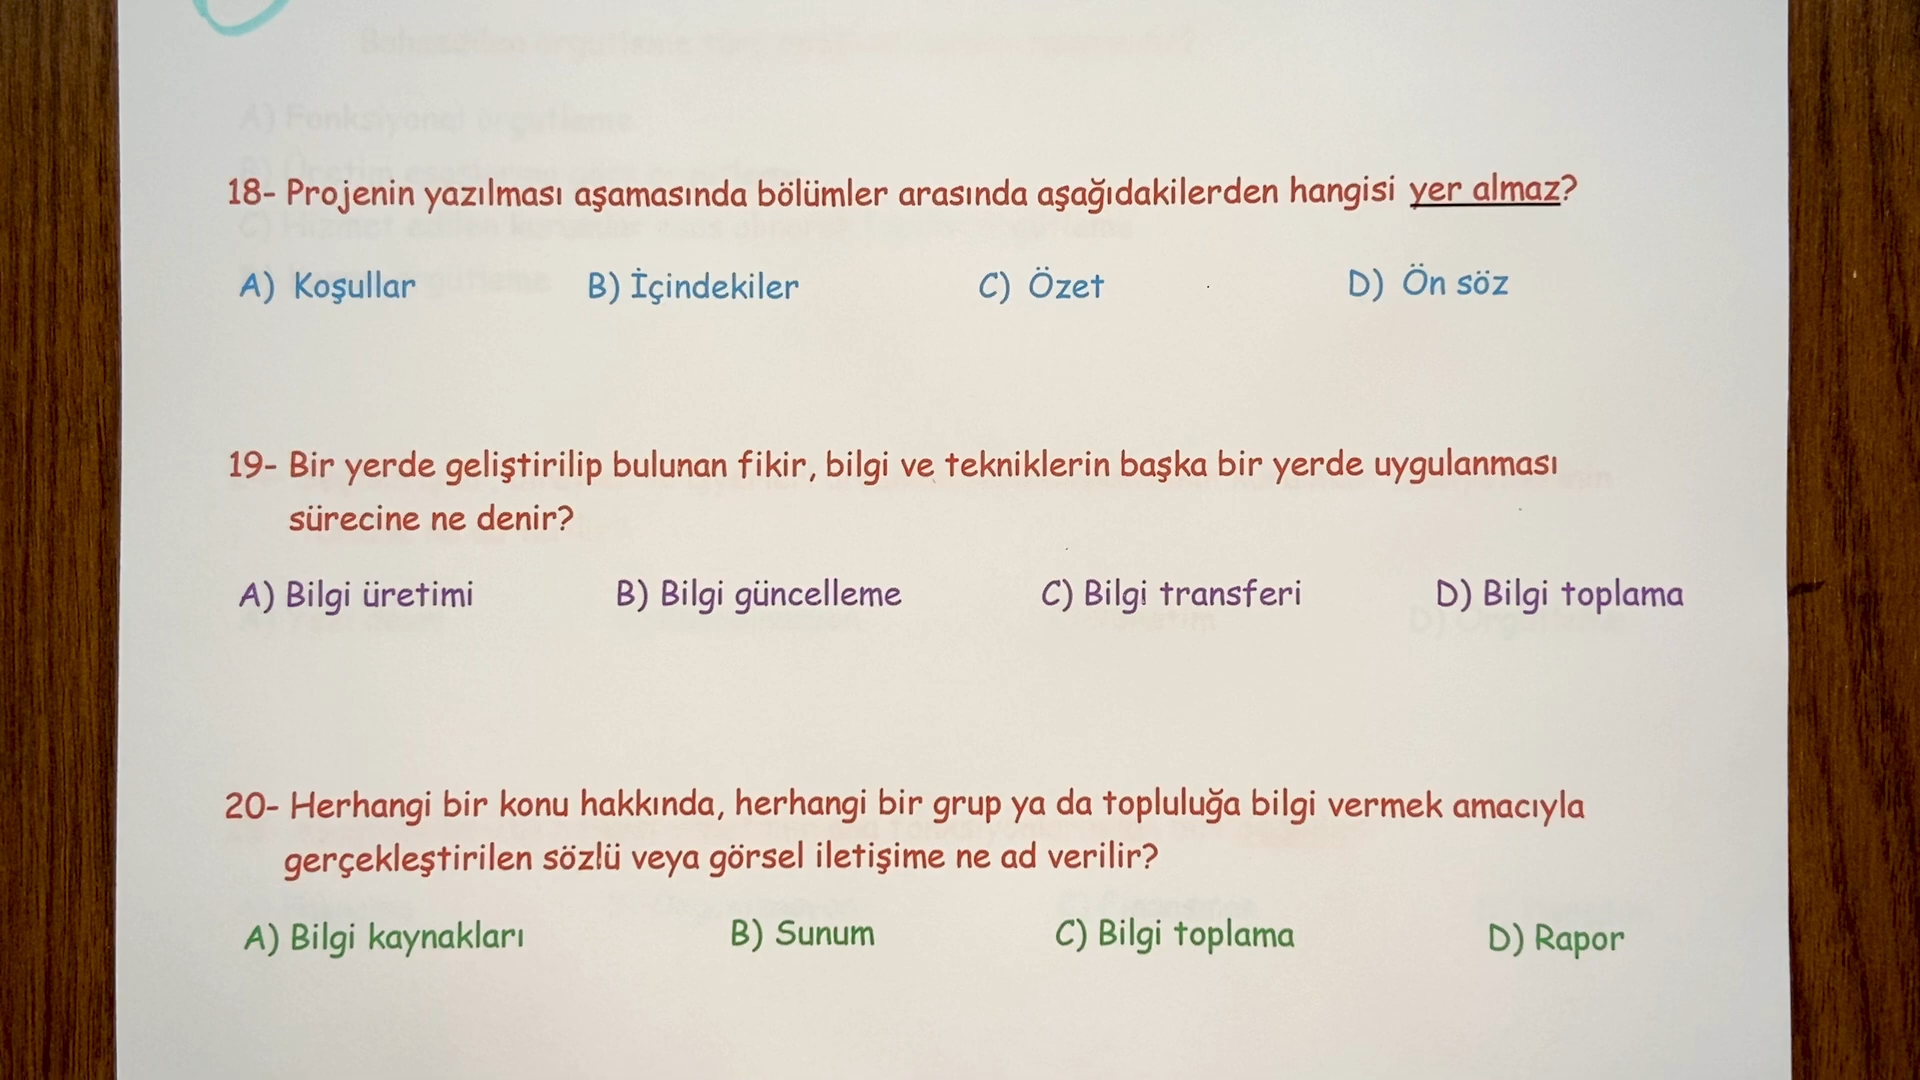 18- Projenin yazılması aşamasında bölümler arasında aşağıdakilerden hangisi yer almaz?
A) Koşullar B) İçindekiler C) Özet D) Ön söz
19- Bir yerde geliştirilip bulunan fikir, bilgi ve tekniklerin başka bir yerde uygulanması
sürecine ne denir?
A) Bilgi üretimi B) Bilgi güncelleme C) Bilgi transferi D) Bilgi toplama
20- Herhangi bir konu hakkında, herhangi bir grup ya da topluluğa bilgi vermek amacıyla
gerçekleştirilen sözlü veya görsel iletişime ne ad verilir?
A) Bilgi kaynakları B) Sunum C) Bilgi toplama D) Rapor